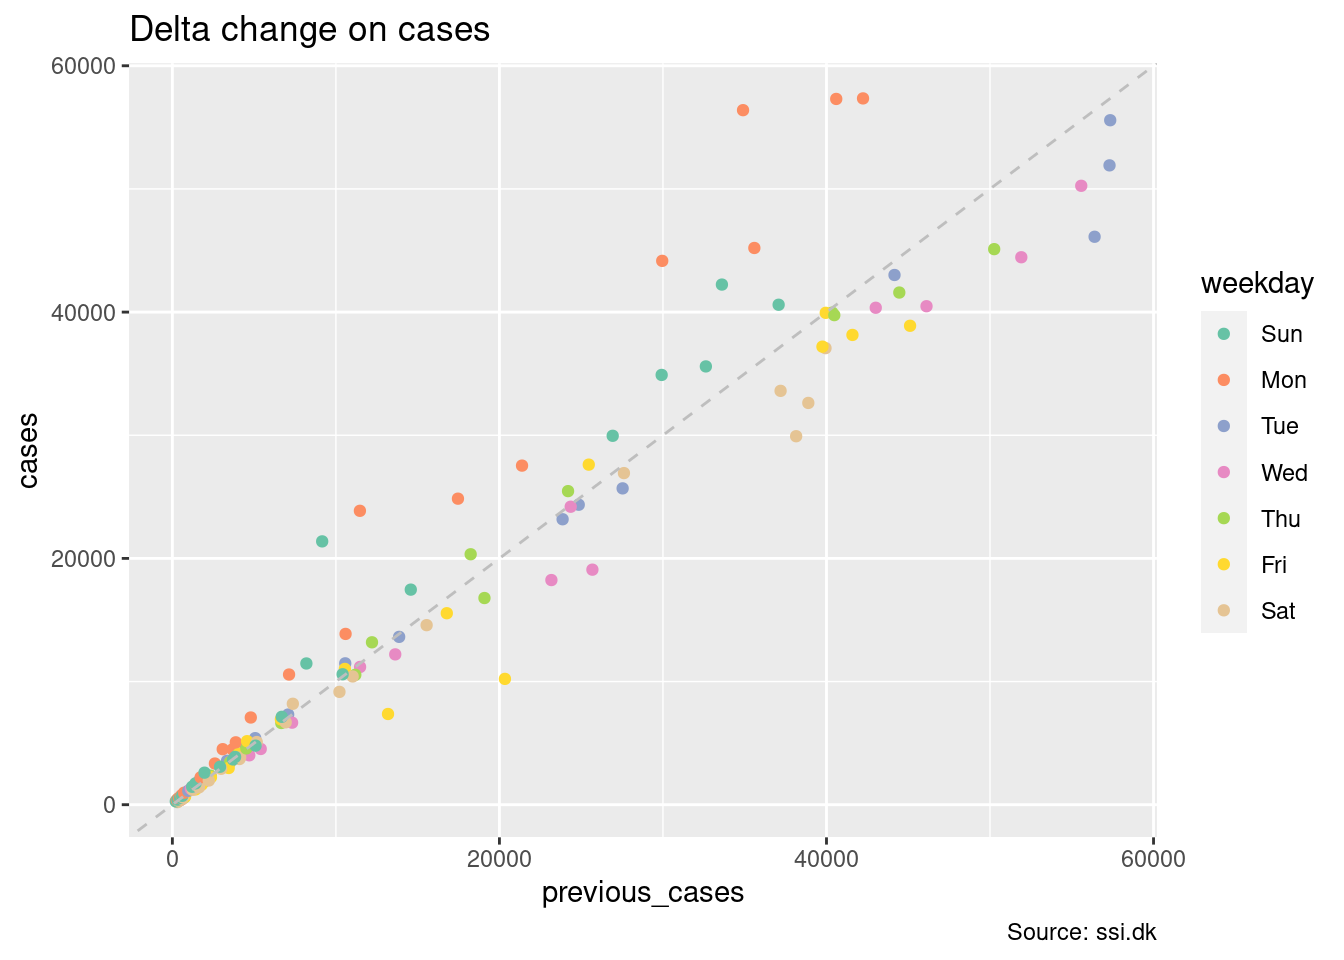 Delta change on cases
60000
40000
20000
0
cases
0
20000
40000
60000
previous_cases
weekday
Sun
Mon
Tue
Wed
Thu
Fri
Sat
Source: ssi.dk